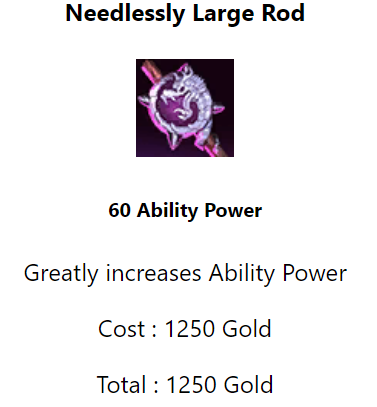 Needlessly Large Rod
60 Ability Power
Greatly increases Ability Power
Cost : 1250 Gold
Total : 1250 Gold